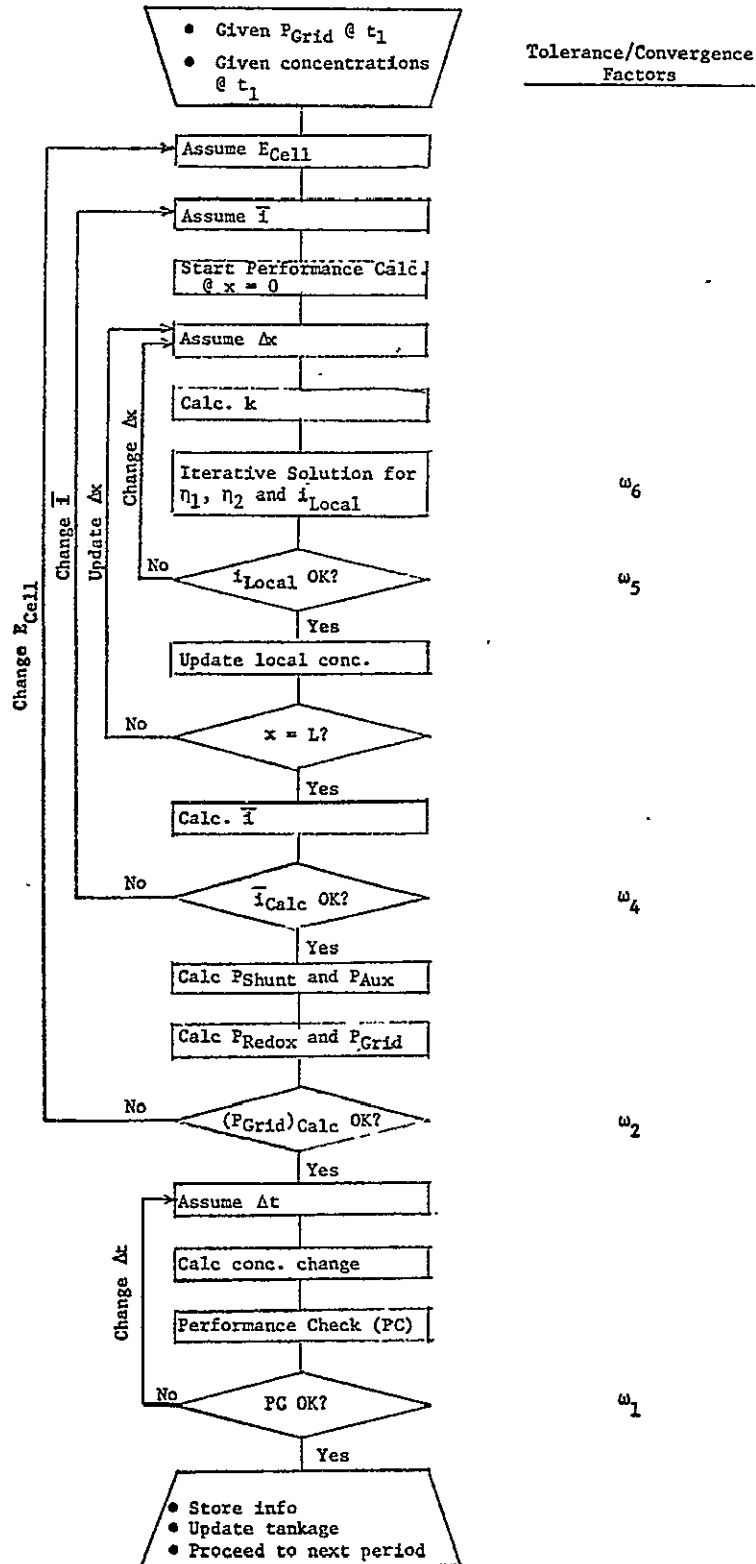 • Given P_Grid @ t_1
• Given concentrations
@ t_1
Tolerance/Convergence
Factors
Assume E_Cell
Assume i̅
Start Performance Calc.
@ x = 0
Assume Δx
Calc. k
Iterative Solution for
η_1, η_2 and i_Local
ω_6
Change Δx
Update Δx
Change i̅
Change E_Cell
No
i_Local OK?
ω_5
Yes
Update local conc.
No
x = L?
Yes
Calc. i̅
No
i̅_Calc OK?
ω_4
Yes
Calc P_Shunt and P_Aux
Calc P_Redox and P_Grid
No
(P_Grid)_Calc OK?
ω_2
Yes
Assume Δt
Change Δt
Calc conc. change
Performance Check (PC)
No
PC OK?
ω_1
Yes
• Store info
• Update tankage
• Proceed to next period